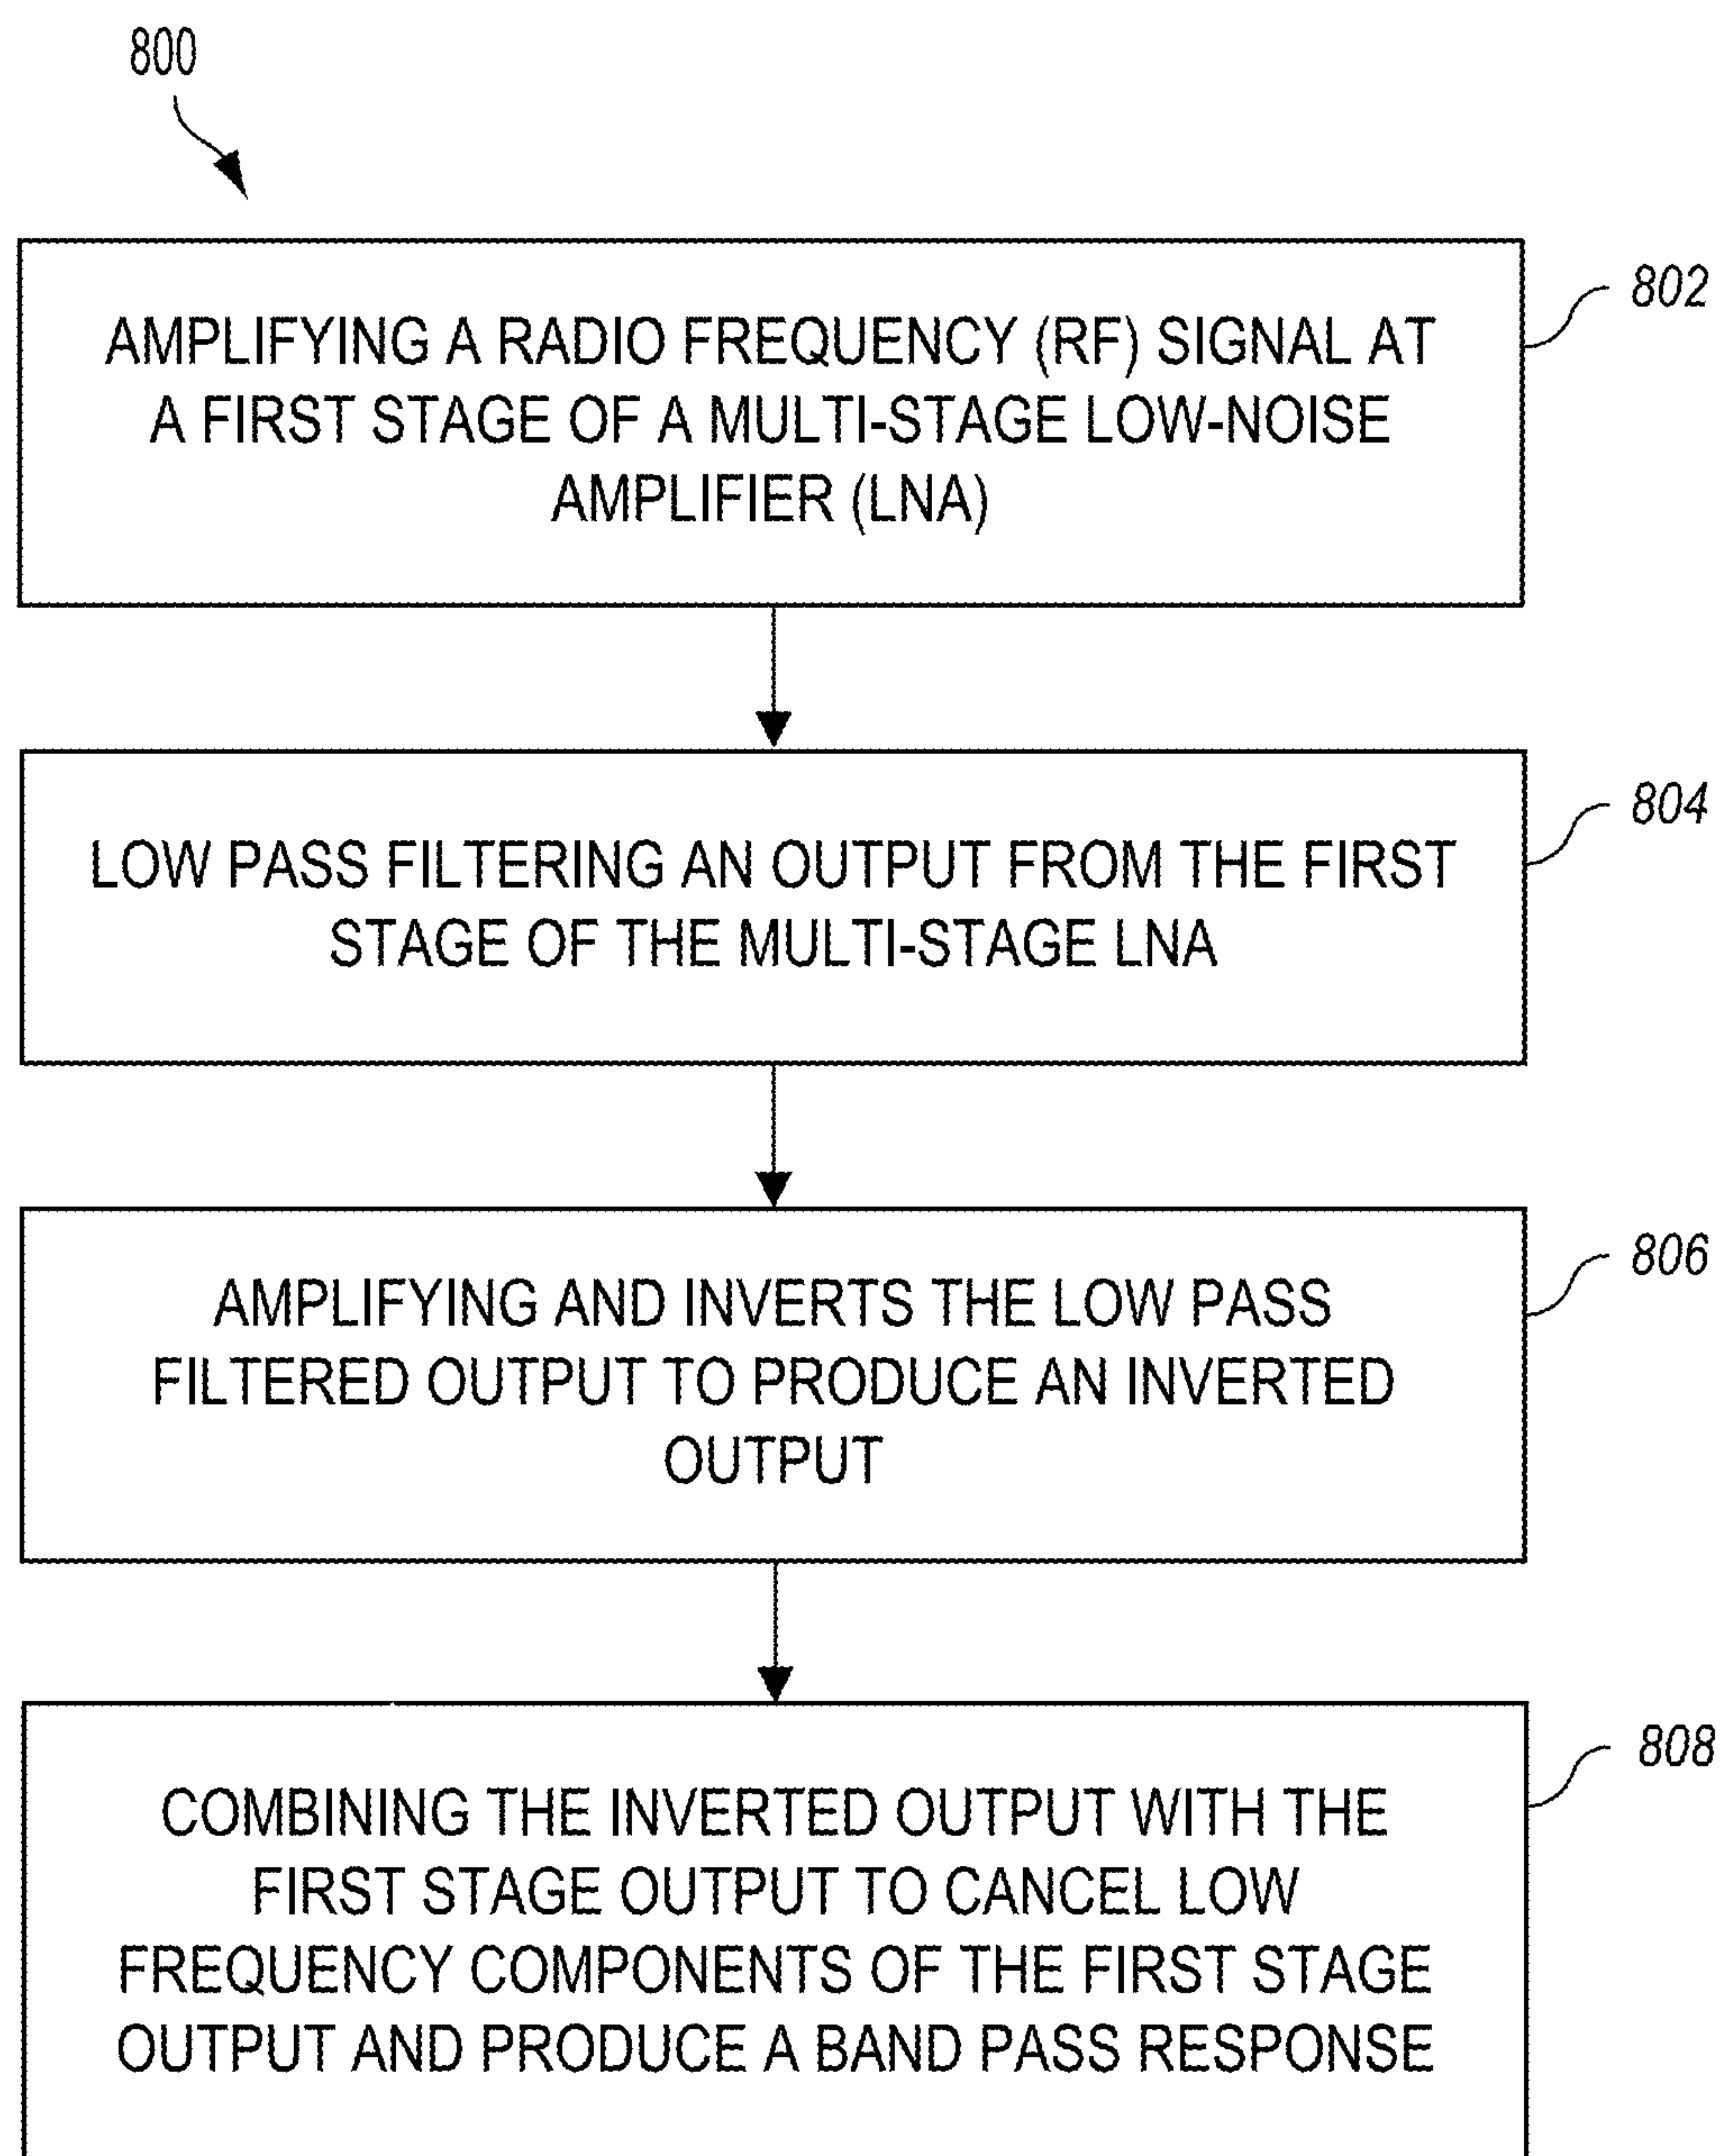 800
AMPLIFYING A RADIO FREQUENCY (RF) SIGNAL AT
A FIRST STAGE OF A MULTI-STAGE LOW-NOISE
AMPLIFIER (LNA)
802
LOW PASS FILTERING AN OUTPUT FROM THE FIRST
STAGE OF THE MULTI-STAGE LNA
804
AMPLIFYING AND INVERTS THE LOW PASS
FILTERED OUTPUT TO PRODUCE AN INVERTED
OUTPUT
806
COMBINING THE INVERTED OUTPUT WITH THE
FIRST STAGE OUTPUT TO CANCEL LOW
FREQUENCY COMPONENTS OF THE FIRST STAGE
OUTPUT AND PRODUCE A BAND PASS RESPONSE
808